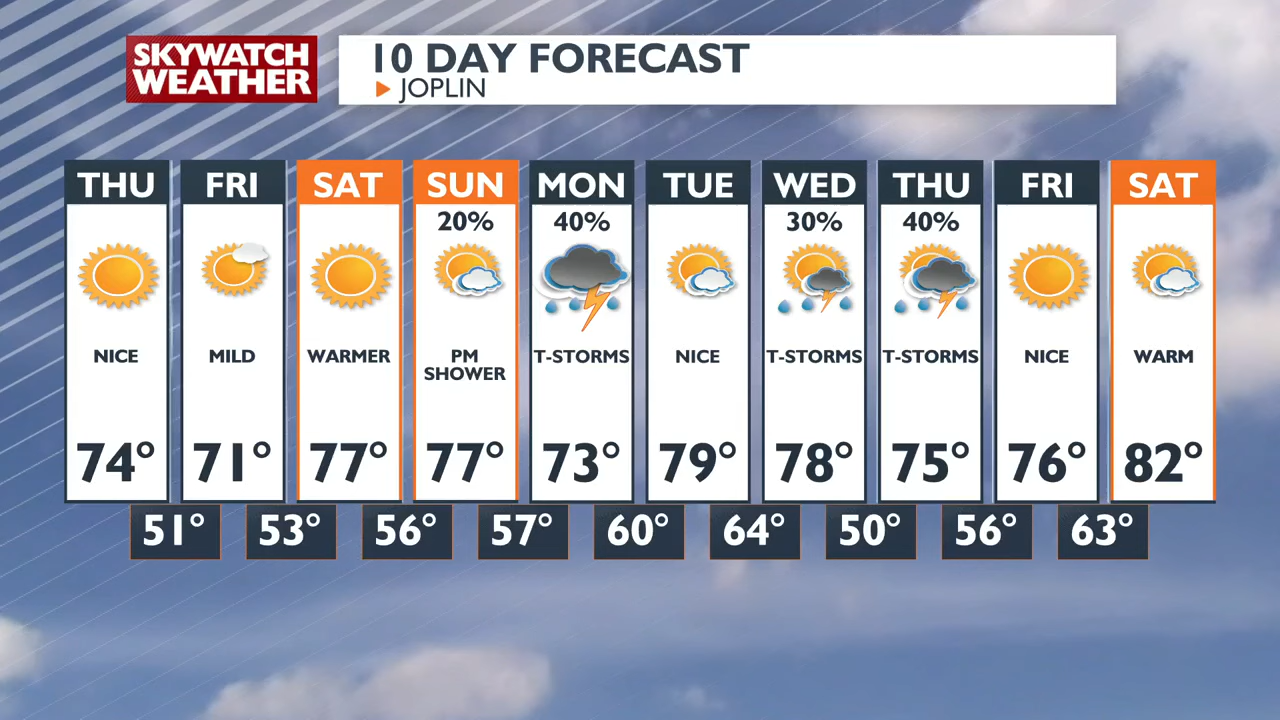 SKYWATCH
WEATHER
10 DAY FORECAST
JOPLIN
THU FRI SAT SUN MON TUE WED THU FRI SAT
20% 40% 30% 40%
NICE MILD WARMER PM SHOWER T-STORMS NICE T-STORMS T-STORMS NICE WARM
74° 71° 77° 77° 73° 79° 78° 75° 76° 82°
51° 53° 56° 57° 60° 64° 50° 56° 63°